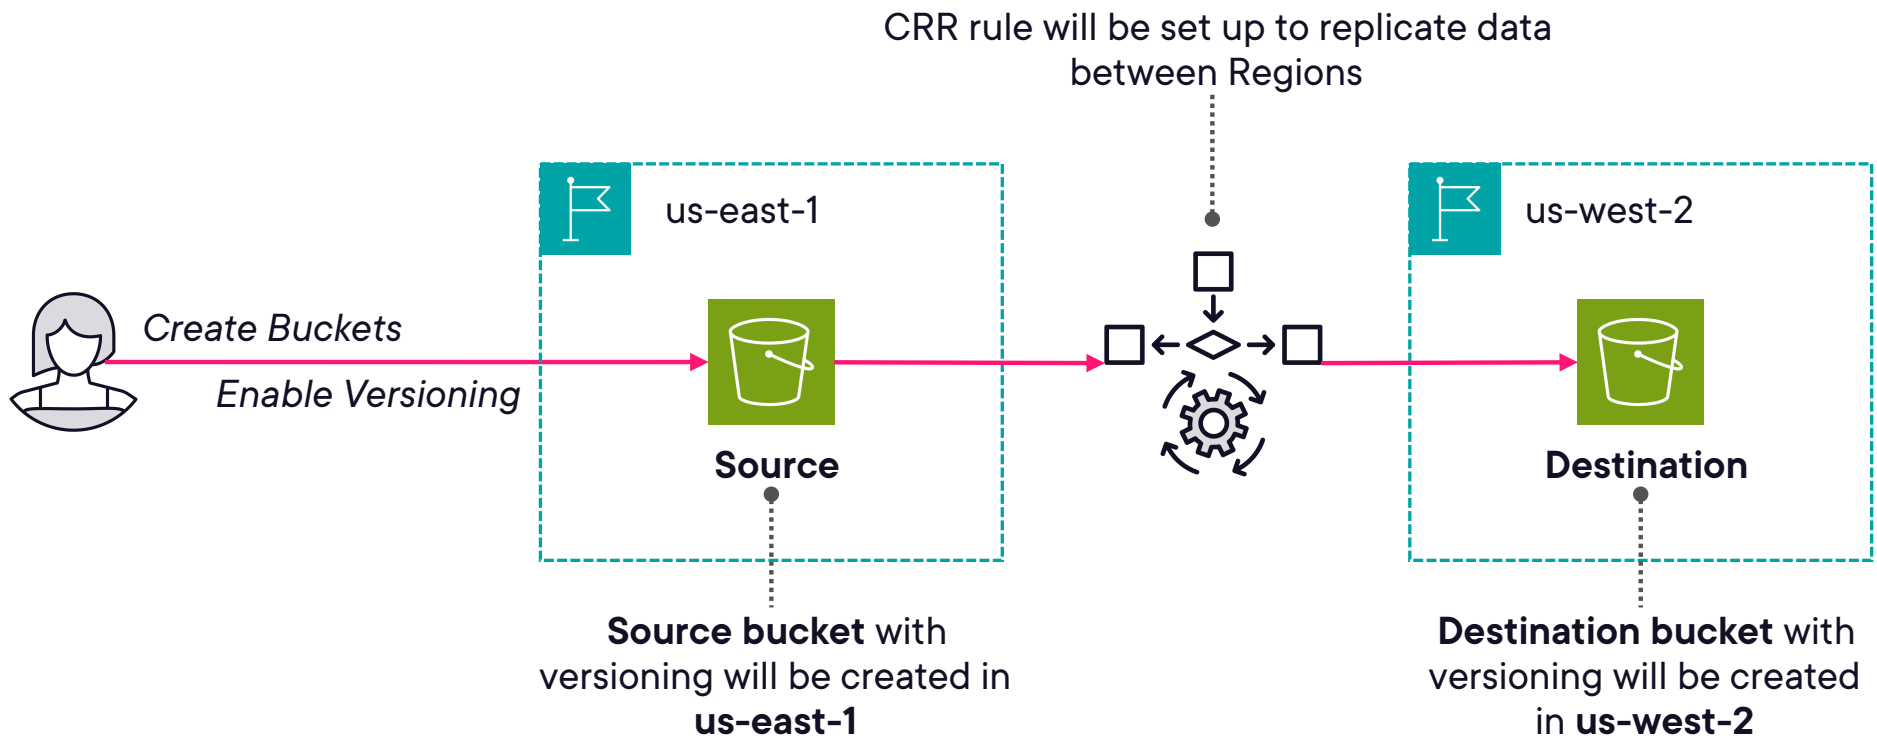 CRR rule will be set up to replicate data
between Regions
us-east-1
us-west-2
Create Buckets
Enable Versioning
Source
Destination
Source bucket with
versioning will be created in
us-east-1
Destination bucket with
versioning will be created
in us-west-2